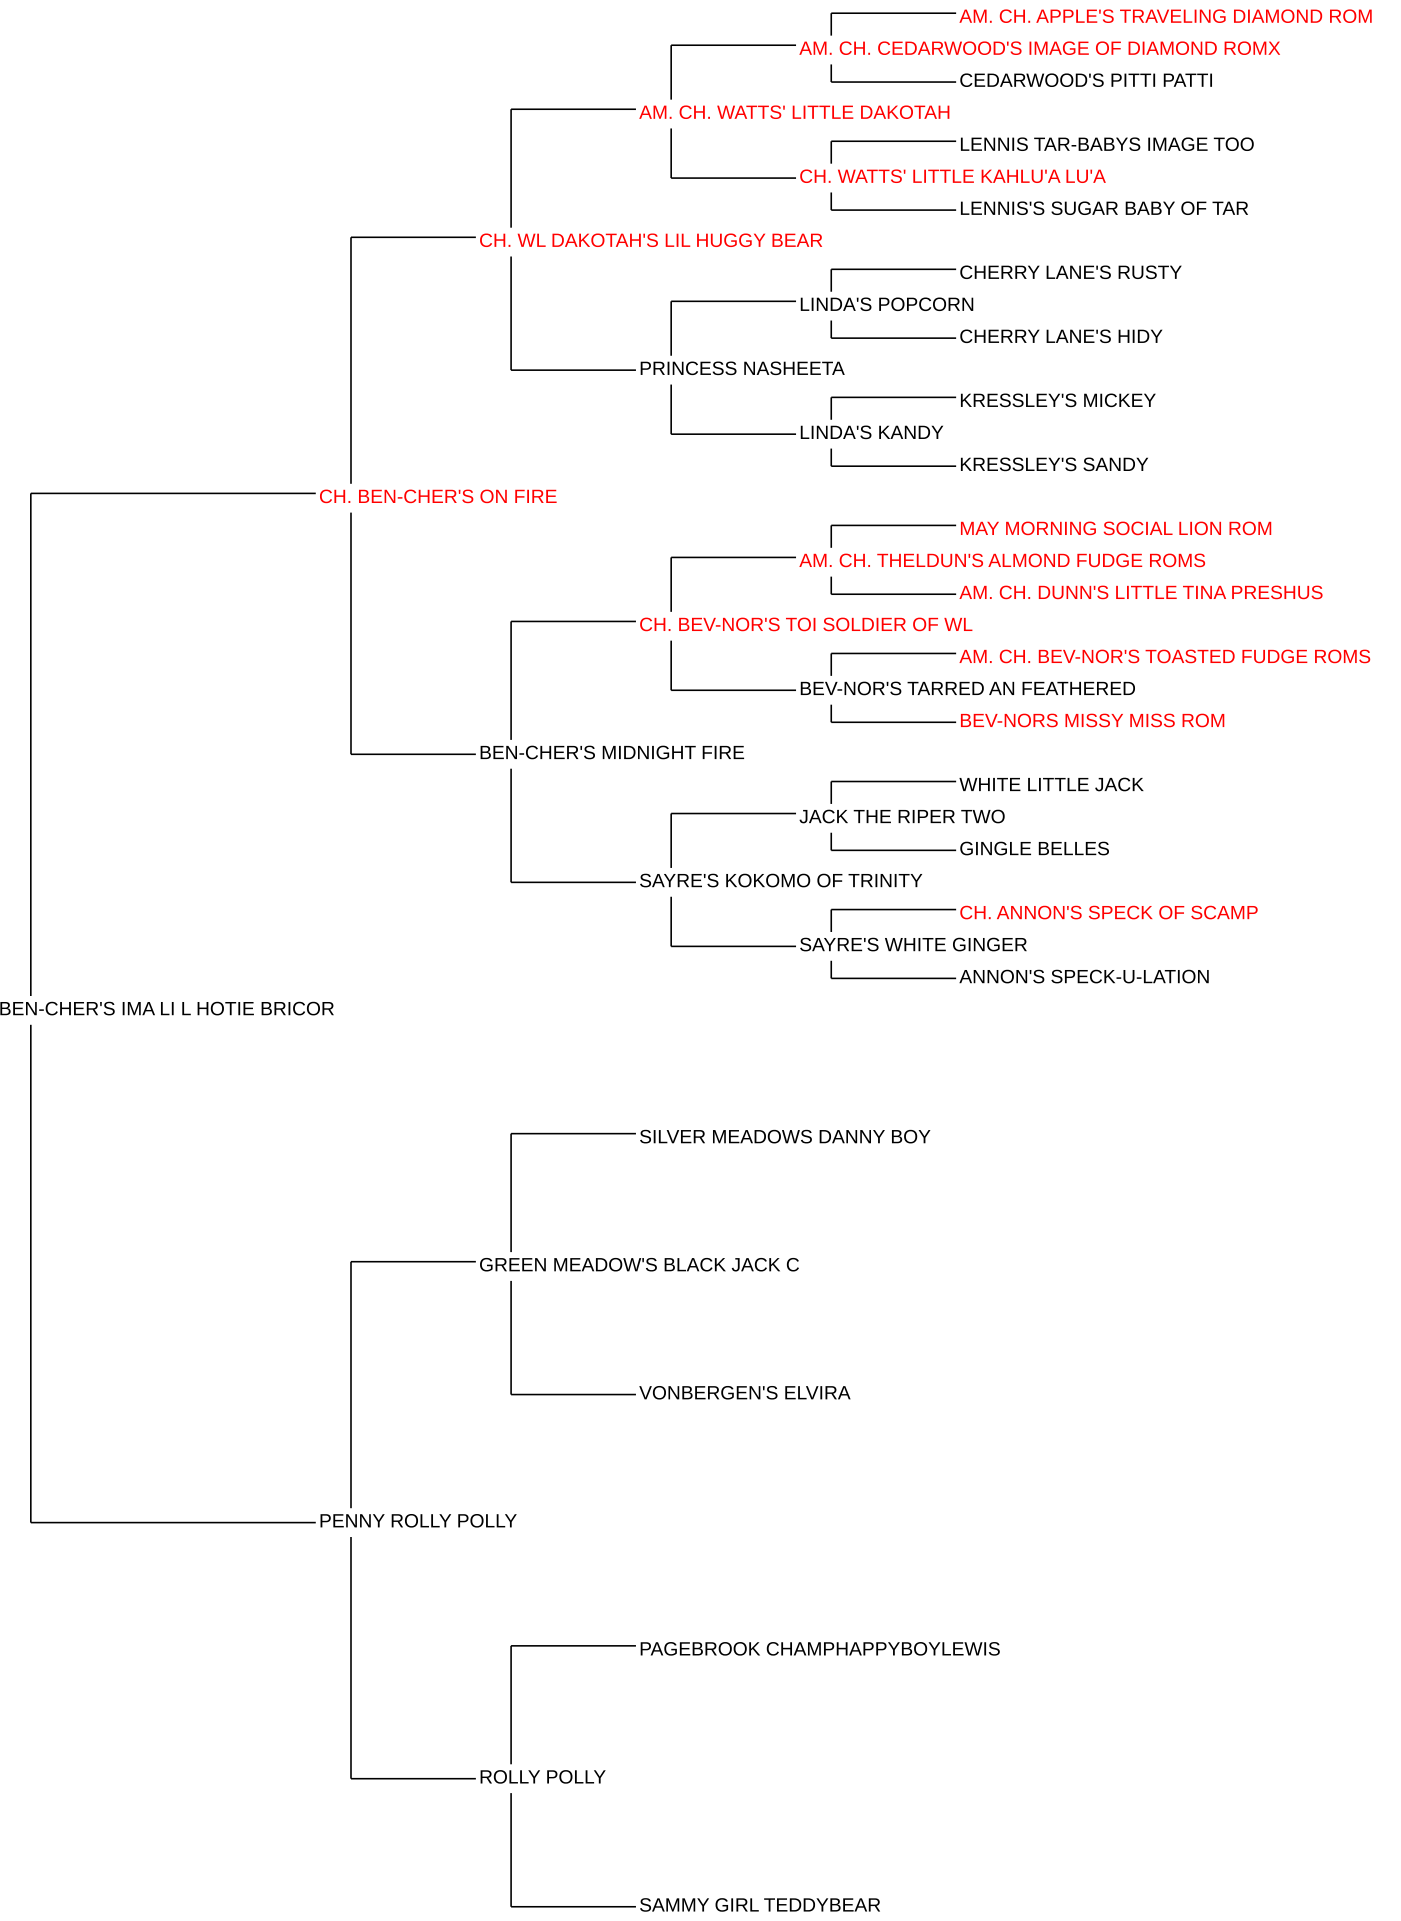 AM. CH. APPLE'S TRAVELING DIAMOND ROM
AM. CH. CEDARWOOD'S IMAGE OF DIAMOND ROMX
CEDARWOOD'S PITTI PATTI
AM. CH. WATTS' LITTLE DAKOTAH
LENNIS TAR-BABYS IMAGE TOO
CH. WATTS' LITTLE KAHLU'A LU'A
LENNIS'S SUGAR BABY OF TAR
CH. WL DAKOTAH'S LIL HUGGY BEAR
CHERRY LANE'S RUSTY
LINDA'S POPCORN
CHERRY LANE'S HIDY
PRINCESS NASHEETA
KRESSLEY'S MICKEY
LINDA'S KANDY
KRESSLEY'S SANDY
CH. BEN-CHER'S ON FIRE
MAY MORNING SOCIAL LION ROM
AM. CH. THELDUN'S ALMOND FUDGE ROMS
AM. CH. DUNN'S LITTLE TINA PRESHUS
CH. BEV-NOR'S TOI SOLDIER OF WL
AM. CH. BEV-NOR'S TOASTED FUDGE ROMS
BEV-NOR'S TARRED AN FEATHERED
BEV-NORS MISSY MISS ROM
BEN-CHER'S MIDNIGHT FIRE
WHITE LITTLE JACK
JACK THE RIPER TWO
GINGLE BELLES
SAYRE'S KOKOMO OF TRINITY
CH. ANNON'S SPECK OF SCAMP
SAYRE'S WHITE GINGER
ANNON'S SPECK-U-LATION
BEN-CHER'S IMA LI L HOTIE BRICOR
SILVER MEADOWS DANNY BOY
GREEN MEADOW'S BLACK JACK C
VONBERGEN'S ELVIRA
PENNY ROLLY POLLY
PAGEBROOK CHAMPHAPPYBOYLEWIS
ROLLY POLLY
SAMMY GIRL TEDDYBEAR